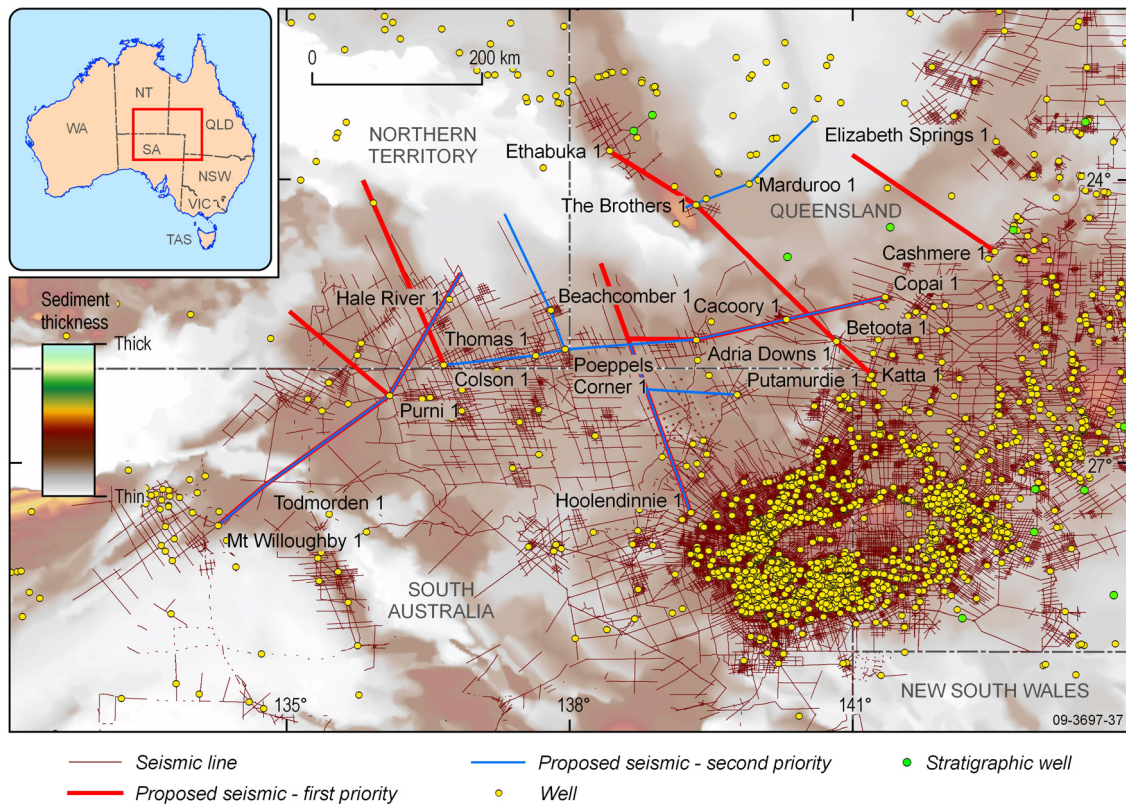 NT
WA
QLD
SA
NSW
VIC
TAS
0
200 km
NORTHERN
TERRITORY
Ethabuka 1
Elizabeth Springs 1
24°
Marduroo 1
The Brothers 1
QUEENSLAND
Cashmere 1
Sediment
thickness
Thick
Thin
Hale River 1
Beachcomber 1
Cacoory 1
Copai 1
Thomas 1
Betoota 1
Poeppels
Corner 1
Adria Downs 1
Colson 1
Putamurdie 1
Katta 1
Purni 1
27°
Todmorden 1
Hoolendinnie 1
Mt Willoughby 1
SOUTH
AUSTRALIA
NEW SOUTH WALES
135°
138°
141°
09-3697-37
Seismic line
Proposed seismic - second priority
Stratigraphic well
Proposed seismic - first priority
Well